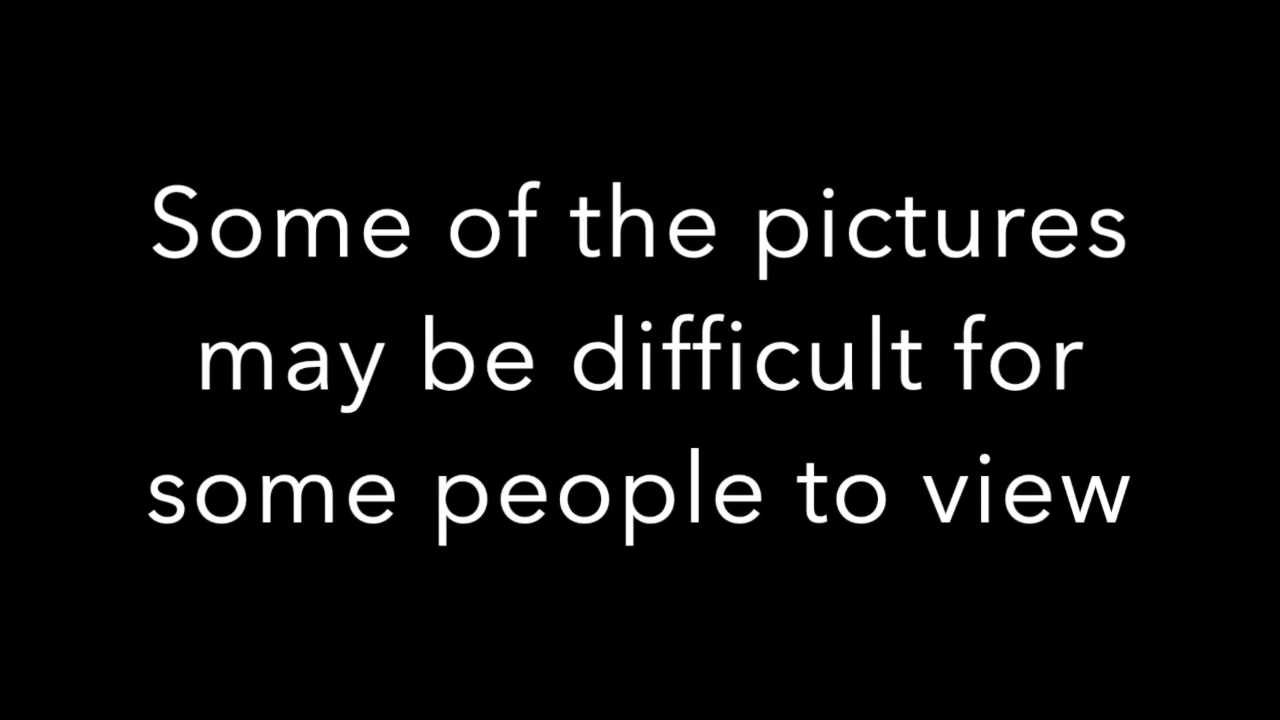 Some of the pictures
may be difficult for
some people to view